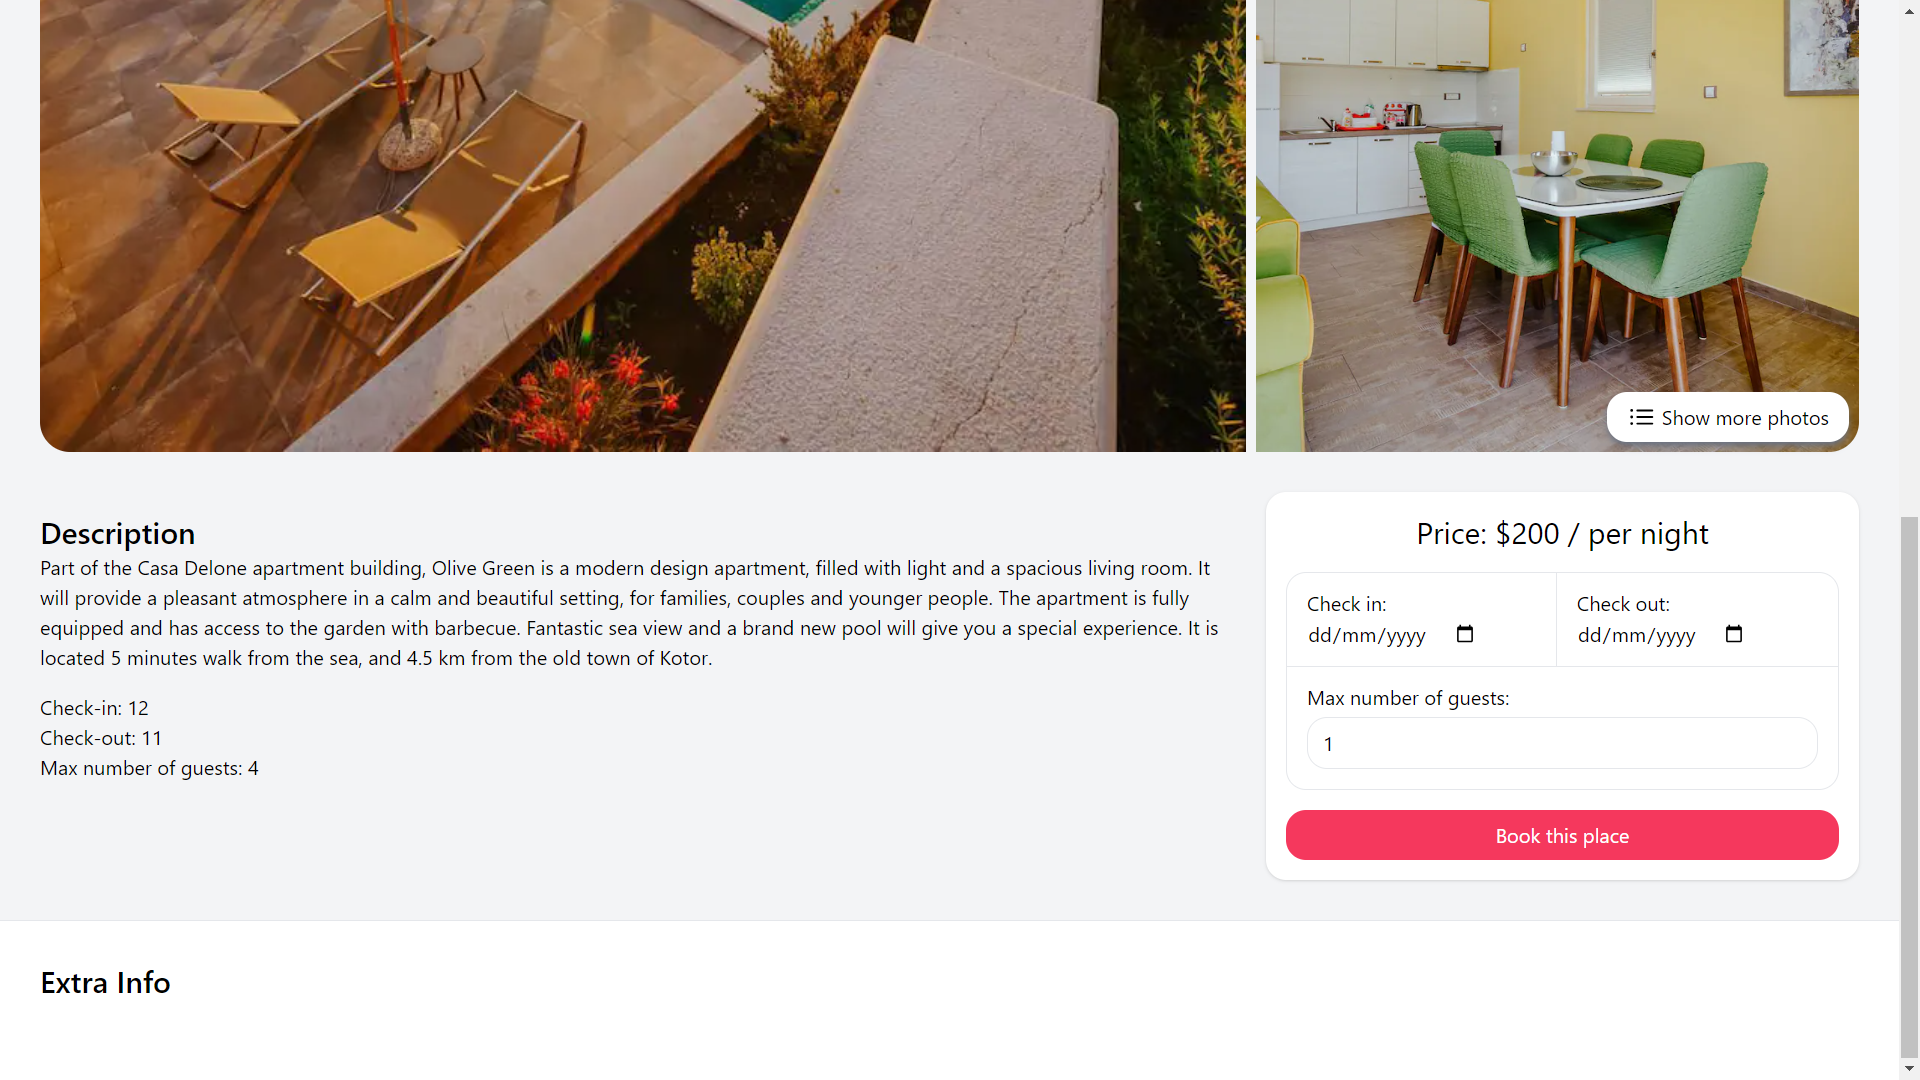 Show more photos
Description
Part of the Casa Delone apartment building, Olive Green is a modern design apartment, filled with light and a spacious living room. It
will provide a pleasant atmosphere in a calm and beautiful setting, for families, couples and younger people. The apartment is fully
equipped and has access to the garden with barbecue. Fantastic sea view and a brand new pool will give you a special experience. It is
located 5 minutes walk from the sea, and 4.5 km from the old town of Kotor.
Check-in: 12
Check-out: 11
Max number of guests: 4
Price: $200 / per night
Check in:
dd/mm/yyyy
Check out:
dd/mm/yyyy
Max number of guests:
1
Book this place
Extra Info